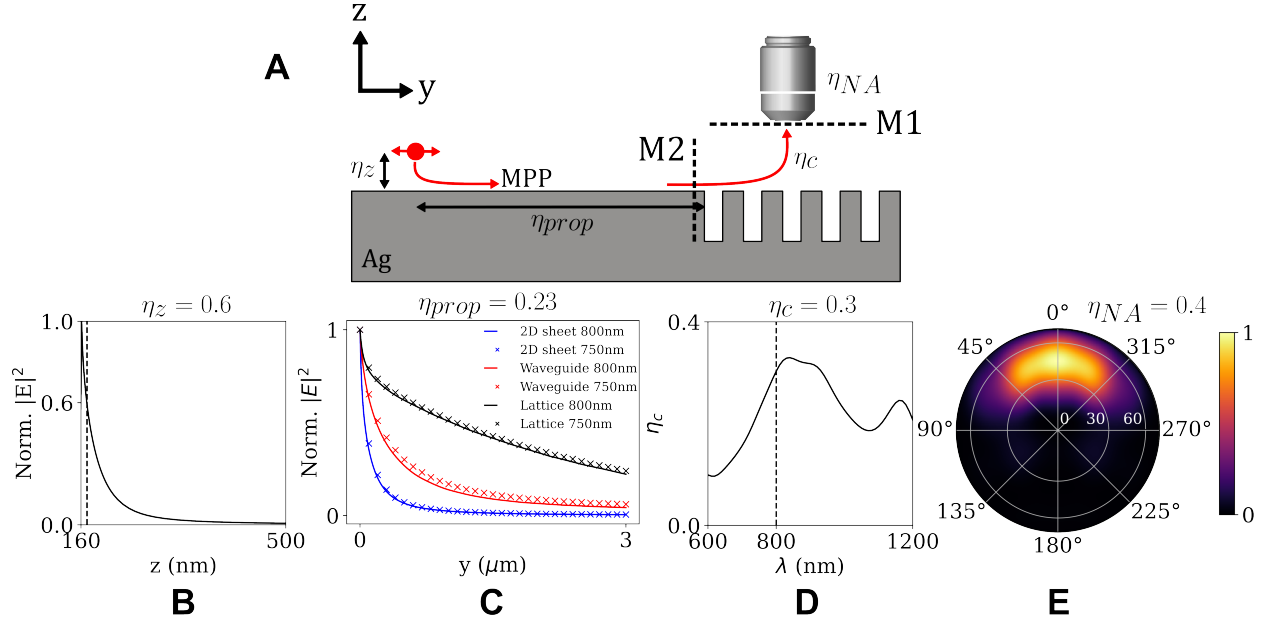 z
A
y
η_NA
M1
M2
η_c
η_z
MPP
η_prop
Ag
η_z = 0.6
1.0
0.6
0.0
160
500
Norm. |E|²
z (nm)
B
η_prop = 0.23
1
0
0
3
Norm. |E|²
y (μm)
2D sheet 800nm
2D sheet 750nm
Waveguide 800nm
Waveguide 750nm
Lattice 800nm
Lattice 750nm
C
η_c = 0.3
0.4
0.0
600
800
1200
η_c
λ (nm)
D
η_NA = 0.4
0°
45°
315°
90°
270°
135°
225°
180°
0 30 60
1
0
E